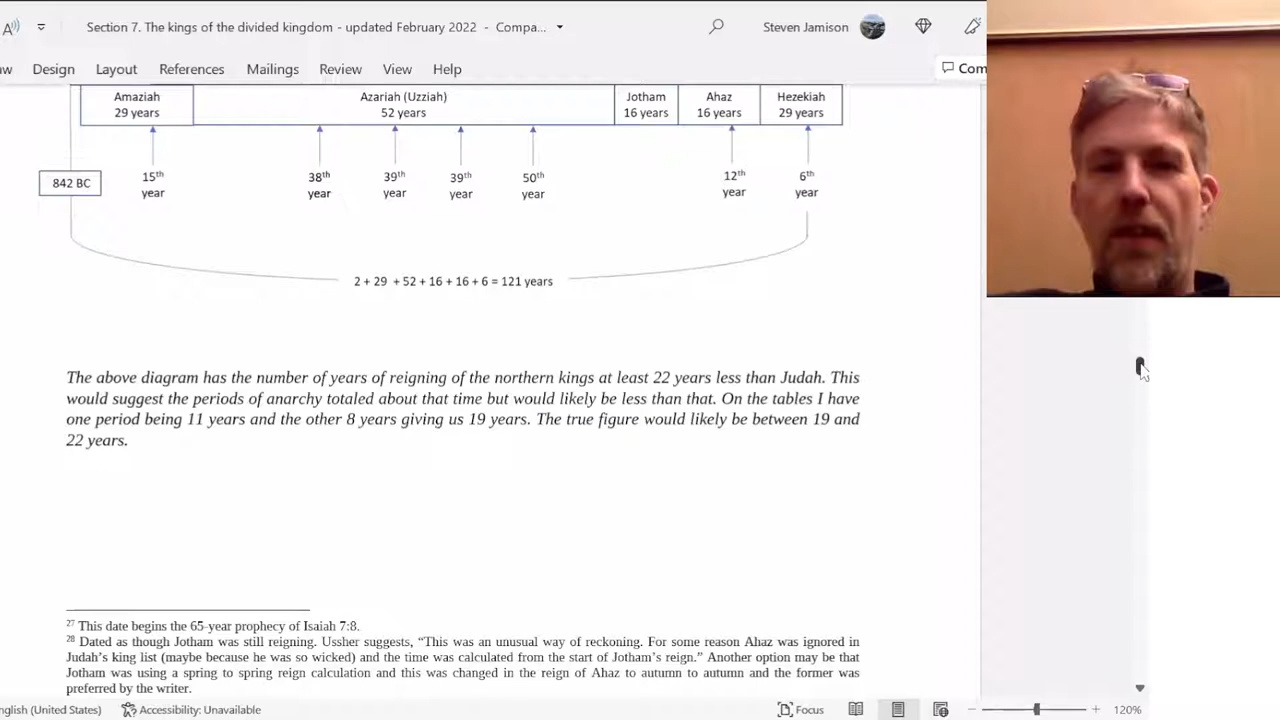 Section 7. The kings of the divided kingdom - updated February 2022 - Compa...
Steven Jamison
Design Layout References Mailings Review View Help
Com
Amaziah
29 years
Azariah (Uzziah)
52 years
Jotham
16 years
Ahaz
16 years
Hezekiah
29 years
842 BC
15th
year
38th
year
39th
year
39th
year
50th
year
12th
year
6th
year
2 + 29 + 52 + 16 + 16 + 6 = 121 years
The above diagram has the number of years of reigning of the northern kings at least 22 years less than Judah. This
would suggest the periods of anarchy totaled about that time but would likely be less than that. On the tables I have
one period being 11 years and the other 8 years giving us 19 years. The true figure would likely be between 19 and
22 years.
27 This date begins the 65-year prophecy of Isaiah 7:8.
28 Dated as though Jotham was still reigning. Ussher suggests, “This was an unusual way of reckoning. For some reason Ahaz was ignored in
Judah’s king list (maybe because he was so wicked) and the time was calculated from the start of Jotham’s reign.” Another option may be that
Jotham was using a spring to spring reign calculation and this was changed in the reign of Ahaz to autumn to autumn and the former was
preferred by the writer.
nglish (United States)
Accessibility: Unavailable
Focus
120%